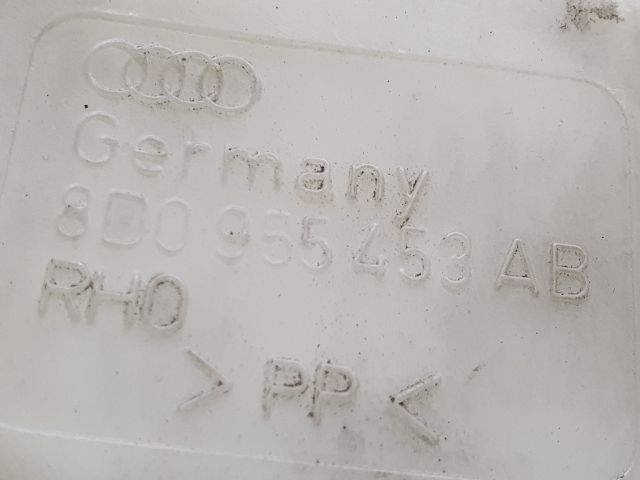 Germany
8D0 955 453 AB
RHO
> PP <